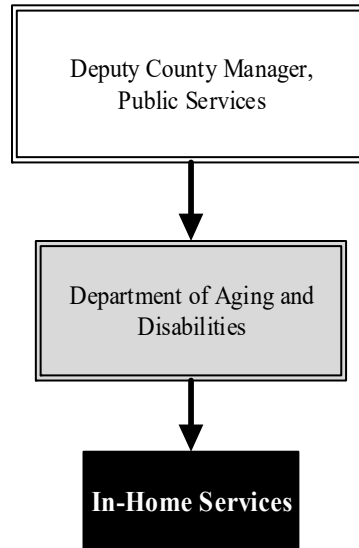 Deputy County Manager,
Public Services
Department of Aging and
Disabilities
In-Home Services